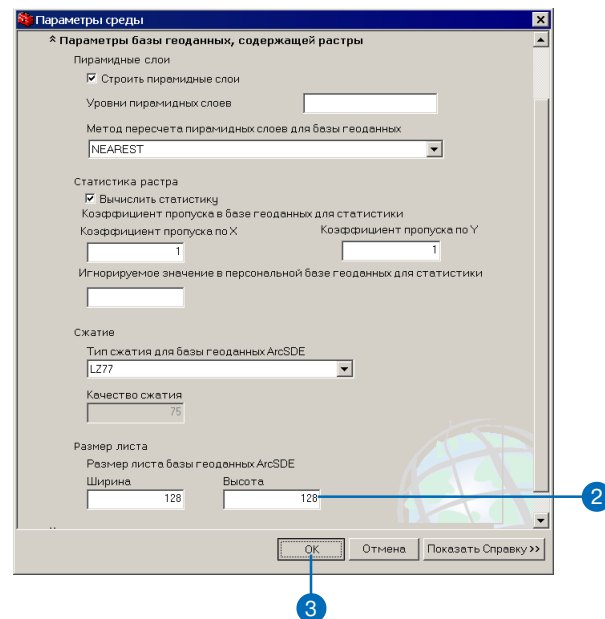 Параметры среды
Параметры базы геоданных, содержащей растры
Пирамидные слои
Строить пирамидные слои
Уровни пирамидных слоев
Метод пересчета пирамидных слоев для базы геоданных
NEAREST
Статистика растра
Вычислить статистику
Коэффициент пропуска в базе геоданных для статистики
Коэффициент пропуска по X Коэффициент пропуска по Y
1 1
Игнорируемое значение в персональной базе геоданных для статистики
Сжатие
Тип сжатия для базы геоданных ArcSDE
LZ77
Качество сжатия
75
Размер листа
Размер листа базы геоданных ArcSDE
Ширина Высота
128 128 2
OK Отмена Показать Справку >>
3